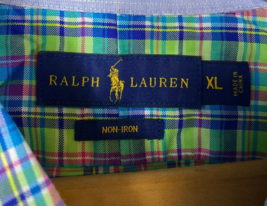 RALPH LAUREN
XL
MADE IN
CHINA
NON-IRON